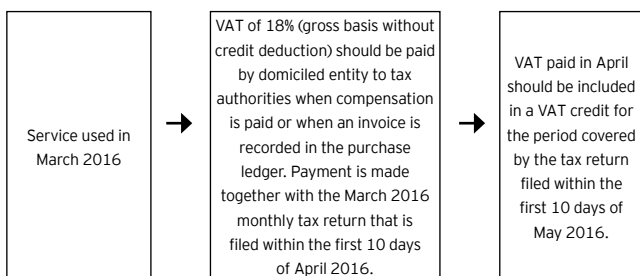 Service used in
March 2016
VAT of 18% (gross basis without
credit deduction) should be paid
by domiciled entity to tax
authorities when compensation
is paid or when an invoice is
recorded in the purchase
ledger. Payment is made
together with the March 2016
monthly tax return that is
filed within the first 10 days
of April 2016.
VAT paid in April
should be included
in a VAT credit for
the period covered
by the tax return
filed within the
first 10 days of
May 2016.